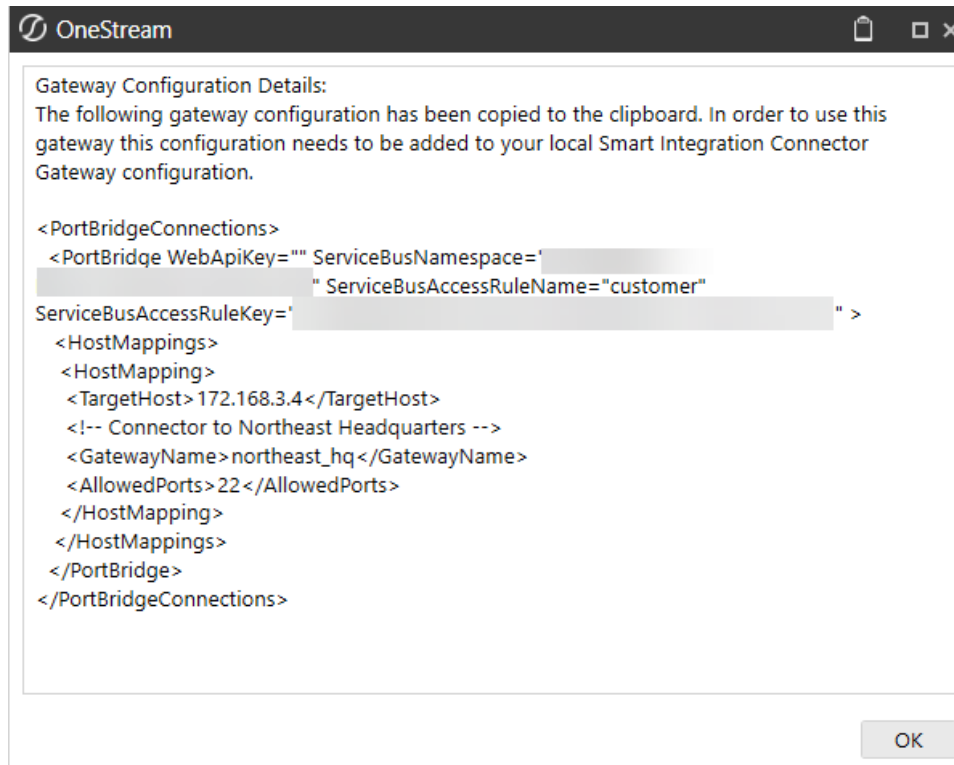 OneStream
Gateway Configuration Details:
The following gateway configuration has been copied to the clipboard. In order to use this
gateway this configuration needs to be added to your local Smart Integration Connector
Gateway configuration.
<PortBridgeConnections>
<PortBridge WebApiKey="" ServiceBusNamespace="
" ServiceBusAccessRuleName="customer"
ServiceBusAccessRuleKey=" " >
<HostMappings>
<HostMapping>
<TargetHost>172.168.3.4</TargetHost>
<!-- Connector to Northeast Headquarters -->
<GatewayName>northeast_hq</GatewayName>
<AllowedPorts>22</AllowedPorts>
</HostMapping>
</HostMappings>
</PortBridge>
</PortBridgeConnections>
OK